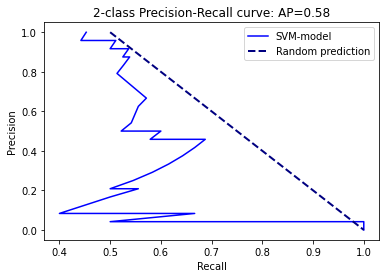 2-class Precision-Recall curve: AP=0.58
SVM-model
Random prediction
Precision
1.0
0.8
0.6
0.4
0.2
0.0
0.4 0.5 0.6 0.7 0.8 0.9 1.0
Recall